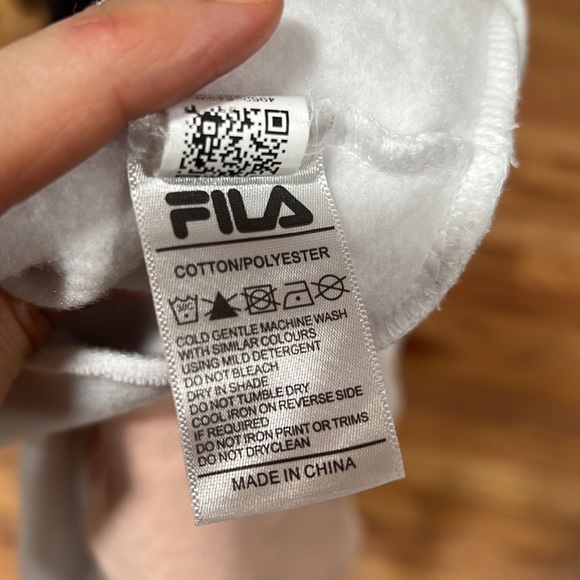 FILA
COTTON/POLYESTER
COLD GENTLE MACHINE WASH
WITH SIMILAR COLOURS
USING MILD DETERGENT
DO NOT BLEACH
DRY IN SHADE
DO NOT TUMBLE DRY
COOL IRON ON REVERSE SIDE
IF REQUIRED
DO NOT IRON PRINT OR TRIMS
DO NOT DRYCLEAN
MADE IN CHINA